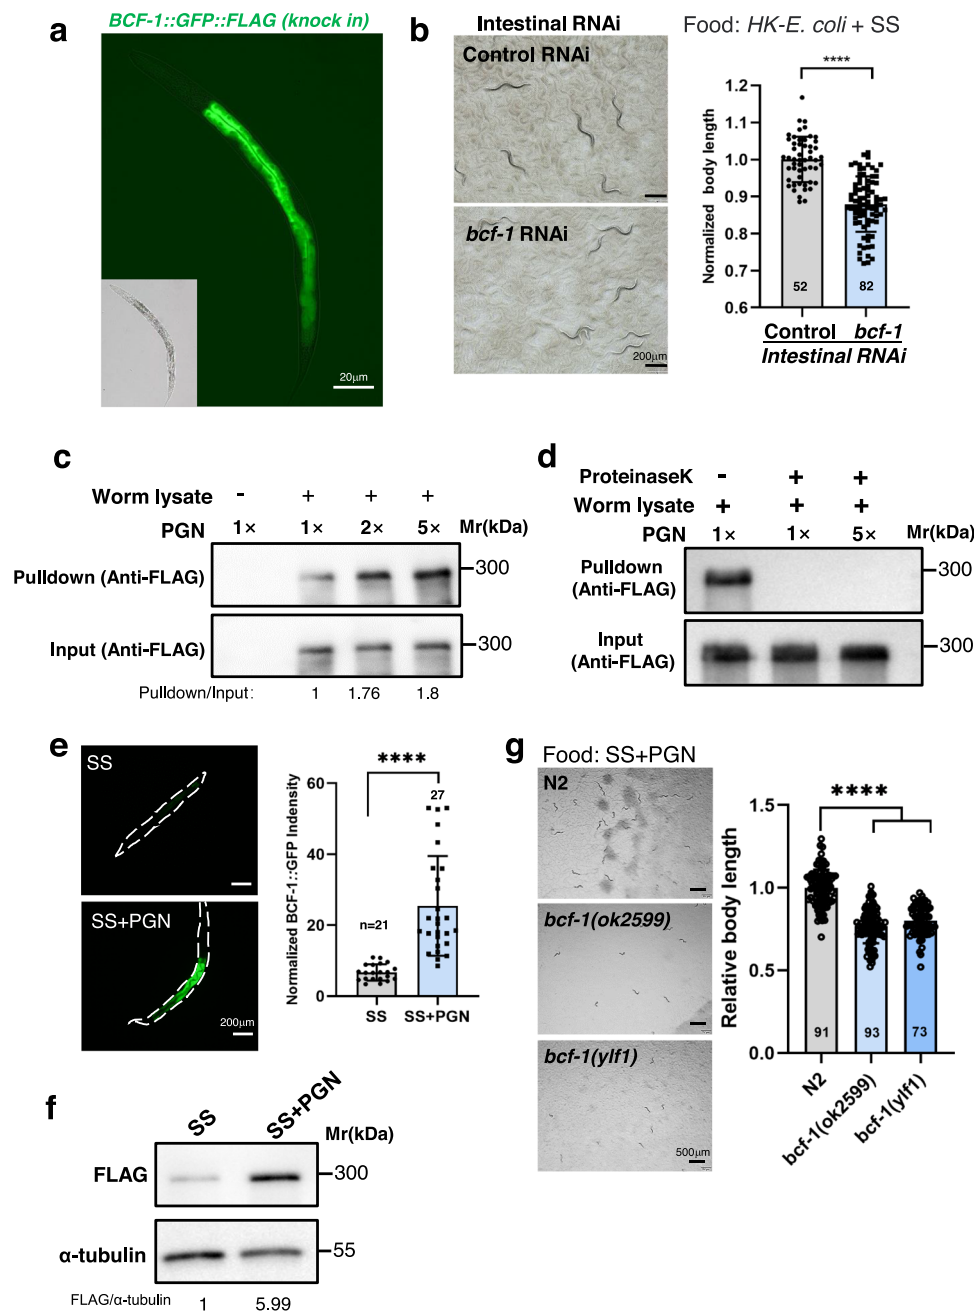 a
BCF-1::GFP::FLAG (knock in)
20μm
b
Intestinal RNAi
Control RNAi
bcf-1 RNAi
200μm
Food: HK-E. coli + SS
****
Normalized body length
1.2
1.1
1.0
0.9
0.8
0.7
0.6
52
82
Control bcf-1
Intestinal RNAi
c
Worm lysate - + + +
PGN 1× 1× 2× 5× Mr(kDa)
Pulldown (Anti-FLAG)
300
Input (Anti-FLAG)
300
Pulldown/Input: 1 1.76 1.8
d
ProteinaseK - + +
Worm lysate + + +
PGN 1× 1× 5× Mr(kDa)
Pulldown
(Anti-FLAG)
300
Input
(Anti-FLAG)
300
e
SS
SS+PGN
200μm
****
Normalized BCF-1::GFP Indensity
60
40
20
0
n=21
27
SS SS+PGN
f
SS SS+PGN
Mr(kDa)
FLAG
300
α-tubulin
55
FLAG/α-tubulin 1 5.99
g
Food: SS+PGN
N2
bcf-1(ok2599)
bcf-1(ylf1)
500μm
****
Relative body length
1.5
1.0
0.5
0.0
91
93
73
N2
bcf-1(ok2599)
bcf-1(ylf1)